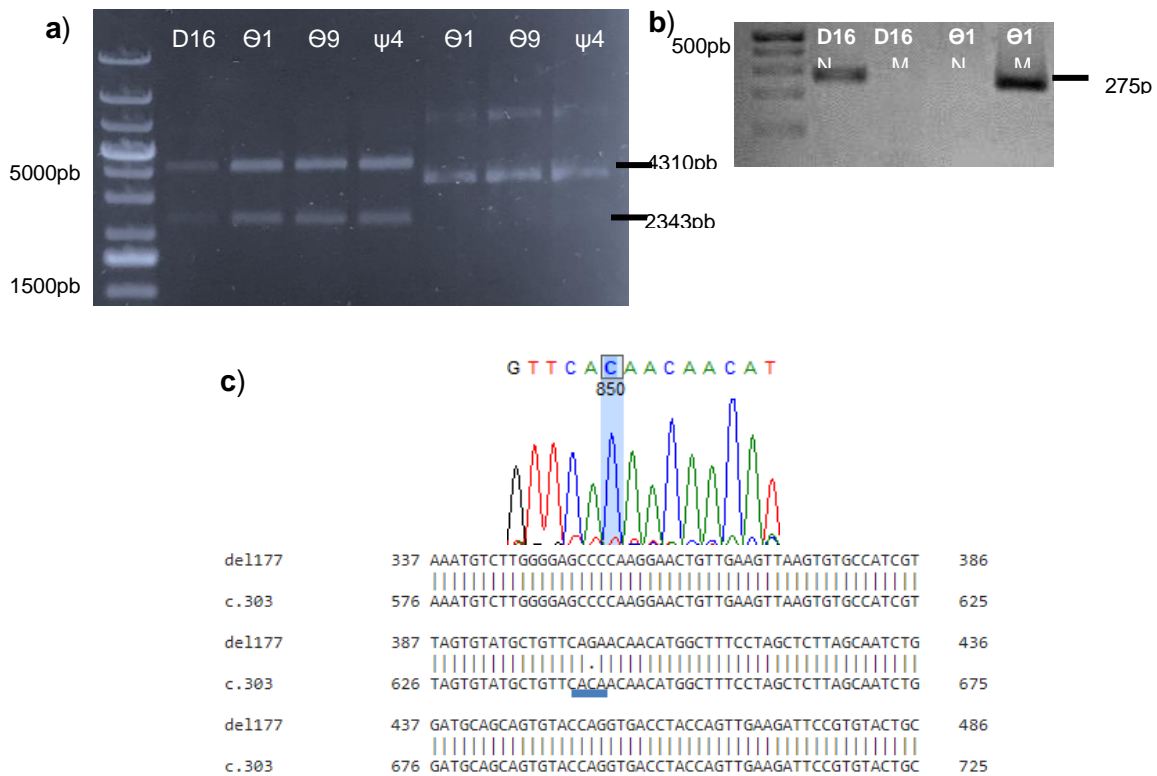 a)
D16 Ɵ1 Ɵ9 ψ4 Ɵ1 Ɵ9 ψ4
5000pb
1500pb
4310pb
2343pb
b)
500pb
D16 D16 Ɵ1 Ɵ1
N M N M
275p
c)
G T T C A C A A C A A C A T
850
del177 337 AAATGTCTTGGGGAGCCCCAAGGAACTGTTGAAGTTAAGTGTGCCATCGT 386
c.303 576 AAATGTCTTGGGGAGCCCCAAGGAACTGTTGAAGTTAAGTGTGCCATCGT 625
del177 387 TAGTGTATGCTGTTCAGAACAACATGGCTTTCCTAGCTCTTAGCAATCTG 436
c.303 626 TAGTGTATGCTGTTCACAACAACATGGCTTTCCTAGCTCTTAGCAATCTG 675
del177 437 GATGCAGCAGTGTACCAGGTGACCTACCAGTTGAAGATTCCGTGTACTGC 486
c.303 676 GATGCAGCAGTGTACCAGGTGACCTACCAGTTGAAGATTCCGTGTACTGC 725